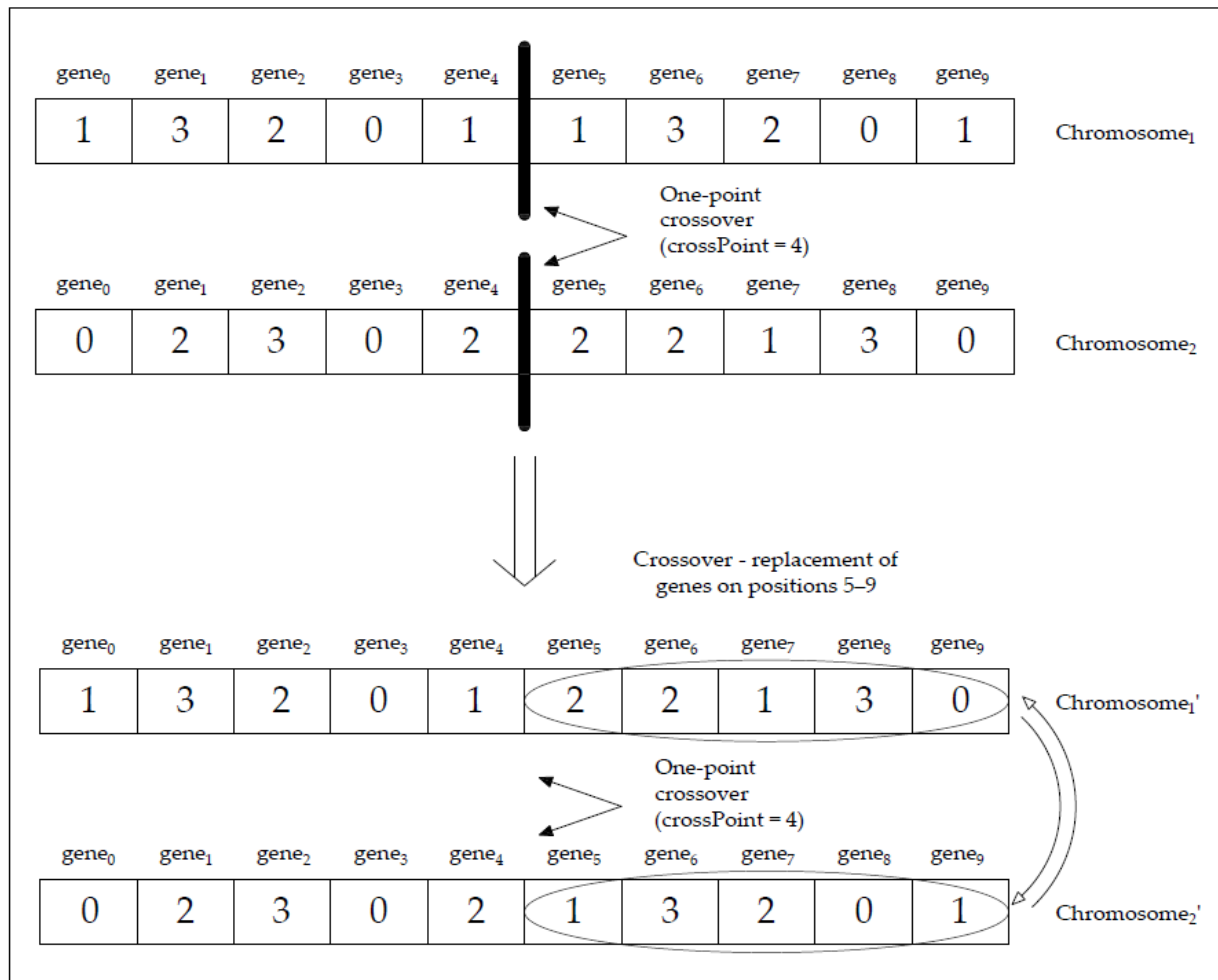 gene₀ gene₁ gene₂ gene₃ gene₄ gene₅ gene₆ gene₇ gene₈ gene₉
1 3 2 0 1 1 3 2 0 1 Chromosome₁
One-point
crossover
(crossPoint = 4)
gene₀ gene₁ gene₂ gene₃ gene₄ gene₅ gene₆ gene₇ gene₈ gene₉
0 2 3 0 2 2 2 1 3 0 Chromosome₂
Crossover - replacement of
genes on positions 5–9
gene₀ gene₁ gene₂ gene₃ gene₄ gene₅ gene₆ gene₇ gene₈ gene₉
1 3 2 0 1 2 2 1 3 0 Chromosome₁'
One-point
crossover
(crossPoint = 4)
gene₀ gene₁ gene₂ gene₃ gene₄ gene₅ gene₆ gene₇ gene₈ gene₉
0 2 3 0 2 1 3 2 0 1 Chromosome₂'